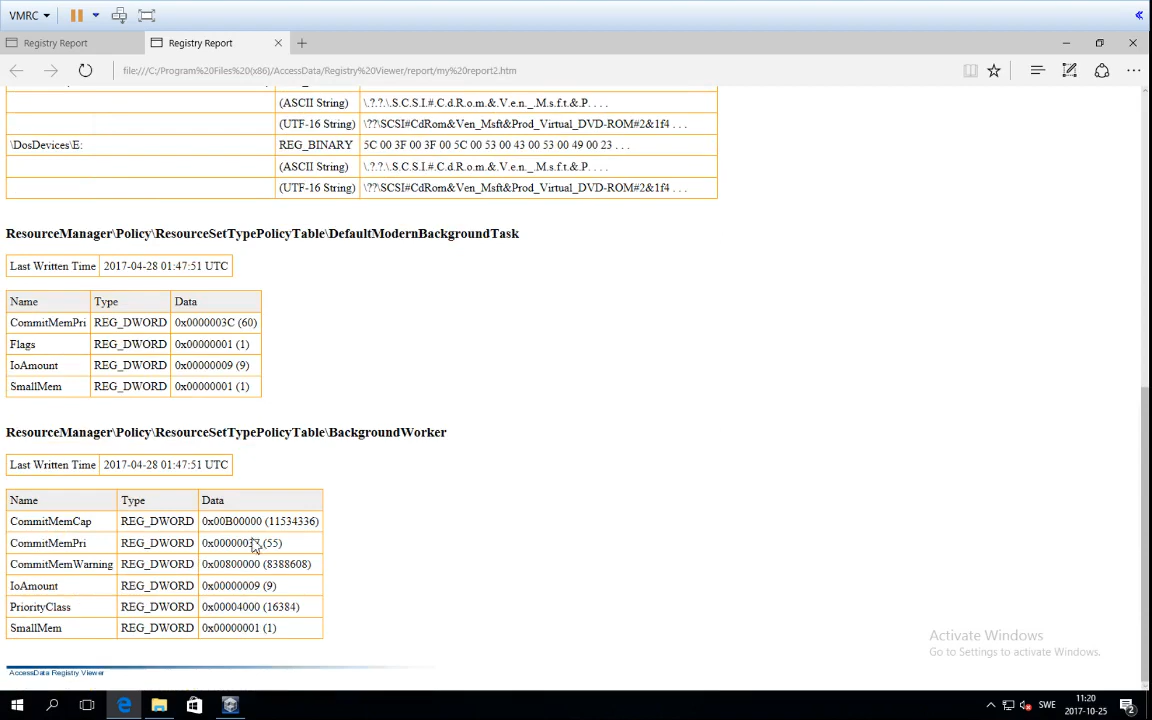 VMRC
Registry Report
Registry Report
file:///C:/Program%20Files%20(x86)/AccessData/Registry%20Viewer/report/my%20report2.htm
(ASCII String) \.?.?.\.S.C.S.I.#.C.d.R.o.m.&.V.e.n._.M.s.f.t.&.P. . . .
(UTF-16 String) \??\SCSI#CdRom&Ven_Msft&Prod_Virtual_DVD-ROM#2&1f4 . . .
\DosDevices\E: REG_BINARY 5C 00 3F 00 3F 00 5C 00 53 00 43 00 53 00 49 00 23 . . .
(ASCII String) \.?.?.\.S.C.S.I.#.C.d.R.o.m.&.V.e.n._.M.s.f.t.&.P. . . .
(UTF-16 String) \??\SCSI#CdRom&Ven_Msft&Prod_Virtual_DVD-ROM#2&1f4 . . .
ResourceManager\Policy\ResourceSetTypePolicyTable\DefaultModernBackgroundTask
Last Written Time 2017-04-28 01:47:51 UTC
Name Type Data
CommitMemPri REG_DWORD 0x0000003C (60)
Flags REG_DWORD 0x00000001 (1)
IoAmount REG_DWORD 0x00000009 (9)
SmallMem REG_DWORD 0x00000001 (1)
ResourceManager\Policy\ResourceSetTypePolicyTable\BackgroundWorker
Last Written Time 2017-04-28 01:47:51 UTC
Name Type Data
CommitMemCap REG_DWORD 0x00B00000 (11534336)
CommitMemPri REG_DWORD 0x00000037 (55)
CommitMemWarning REG_DWORD 0x00800000 (8388608)
IoAmount REG_DWORD 0x00000009 (9)
PriorityClass REG_DWORD 0x00004000 (16384)
SmallMem REG_DWORD 0x00000001 (1)
AccessData Registry Viewer
Activate Windows
Go to Settings to activate Windows.
SWE
11:20
2017-10-25
2